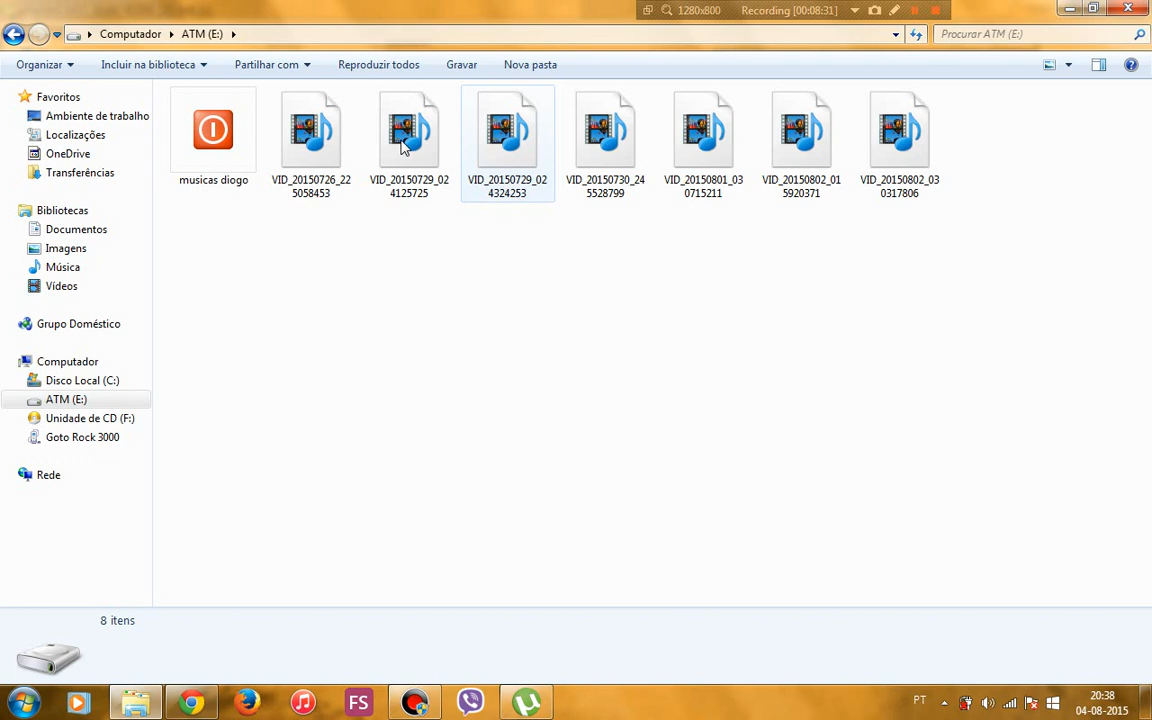 1280x800 Recording [00:08:31]
Computador ATM (E:) Procurar ATM (E:)
Organizar Incluir na biblioteca Partilhar com Reproduzir todos Gravar Nova pasta
Favoritos
Ambiente de trabalho
Localizações
OneDrive
Transferências
Bibliotecas
Documentos
Imagens
Música
Vídeos
Grupo Doméstico
Computador
Disco Local (C:)
ATM (E:)
Unidade de CD (F:)
Goto Rock 3000
Rede
musicas diogo
VID_20150726_22
5058453
VID_20150729_02
4125725
VID_20150729_02
4324253
VID_20150730_24
5528799
VID_20150801_03
0715211
VID_20150802_01
5920371
VID_20150802_03
0317806
8 itens
FS
PT
20:38
04-08-2015